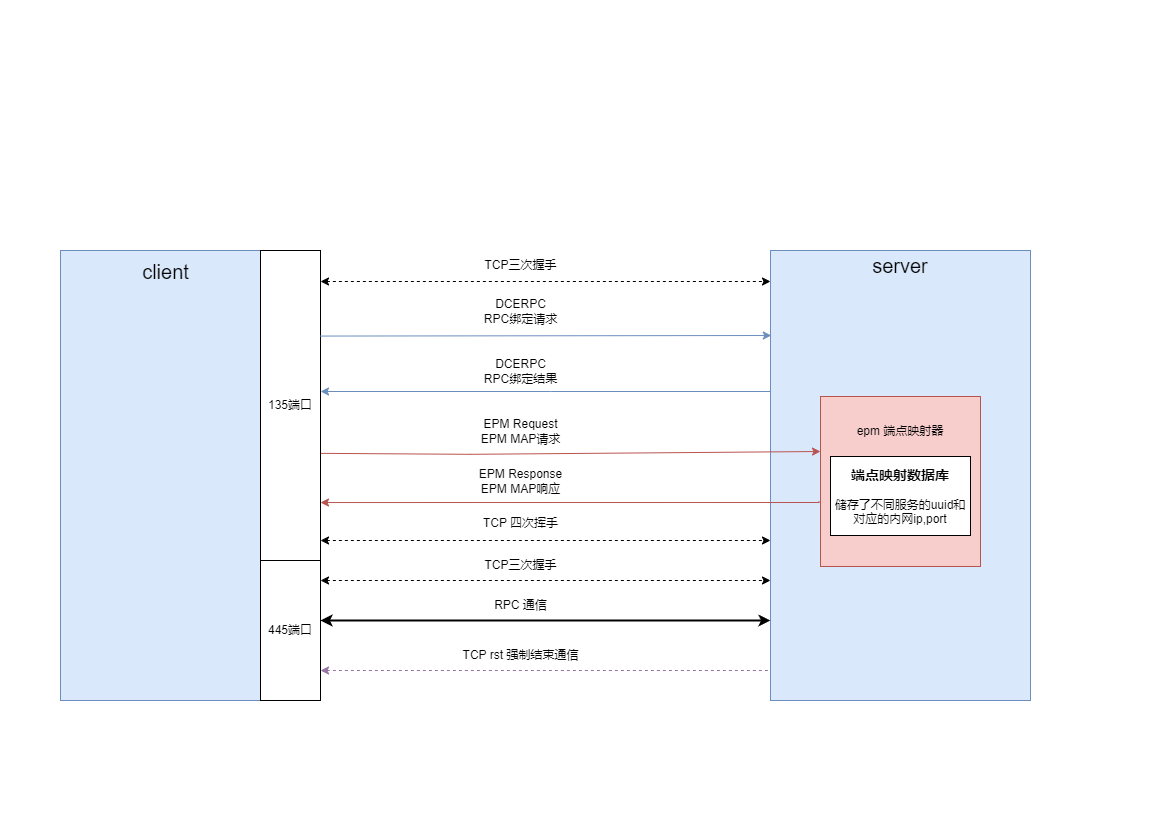 client
server
TCP三次握手
DCERPC
RPC绑定请求
DCERPC
RPC绑定结果
135端口
EPM Request
EPM MAP请求
epm 端点映射器
EPM Response
EPM MAP响应
端点映射数据库
储存了不同服务的uuid和
对应的内网ip,port
TCP 四次挥手
TCP三次握手
RPC 通信
445端口
TCP rst 强制结束通信